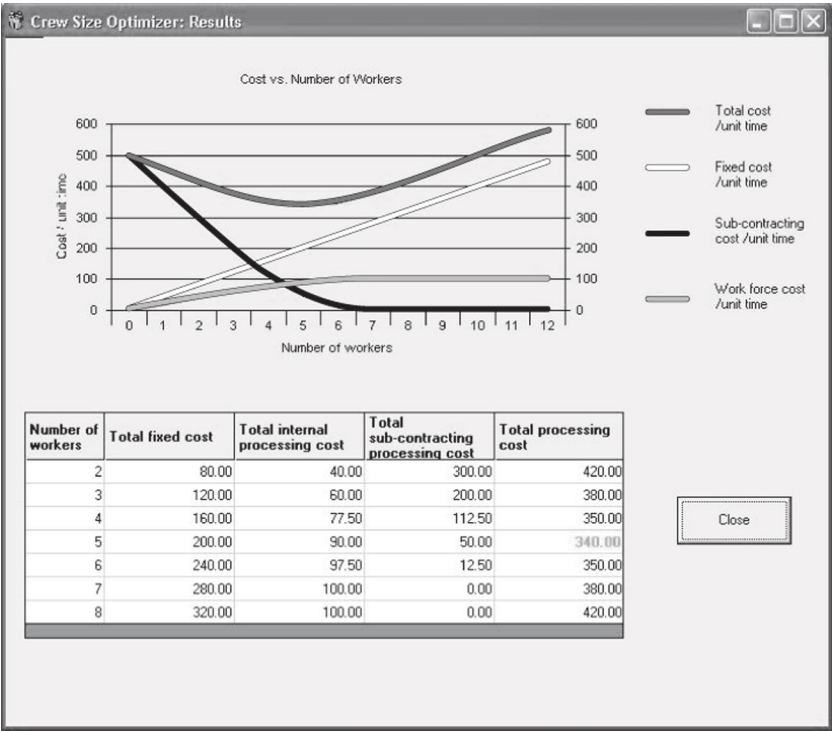 Crew Size Optimizer: Results
Cost vs. Number of Workers
600
500
400
300
200
100
0
Cost / unit time
600
500
400
300
200
100
0
0 1 2 3 4 5 6 7 8 9 10 11 12
Number of workers
Total cost
/unit time
Fixed cost
/unit time
Sub-contracting
cost /unit time
Work force cost
/unit time
Number of workers | Total fixed cost | Total internal processing cost | Total sub-contracting processing cost | Total processing cost
2 80.00 40.00 300.00 420.00
3 120.00 60.00 200.00 380.00
4 160.00 77.50 112.50 350.00
5 200.00 90.00 50.00 340.00
6 240.00 97.50 12.50 350.00
7 280.00 100.00 0.00 380.00
8 320.00 100.00 0.00 420.00
Close